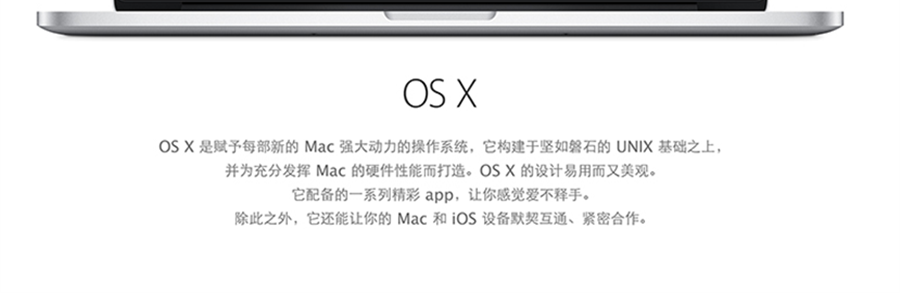 OS X
OS X 是赋予每部新的 Mac 强大动力的操作系统，它构建于坚如磐石的 UNIX 基础之上，
并为充分发挥 Mac 的硬件性能而打造。OS X 的设计易用而又美观。
它配备的一系列精彩 app，让你感觉爱不释手。
除此之外，它还能让你的 Mac 和 iOS 设备默契互通、紧密合作。